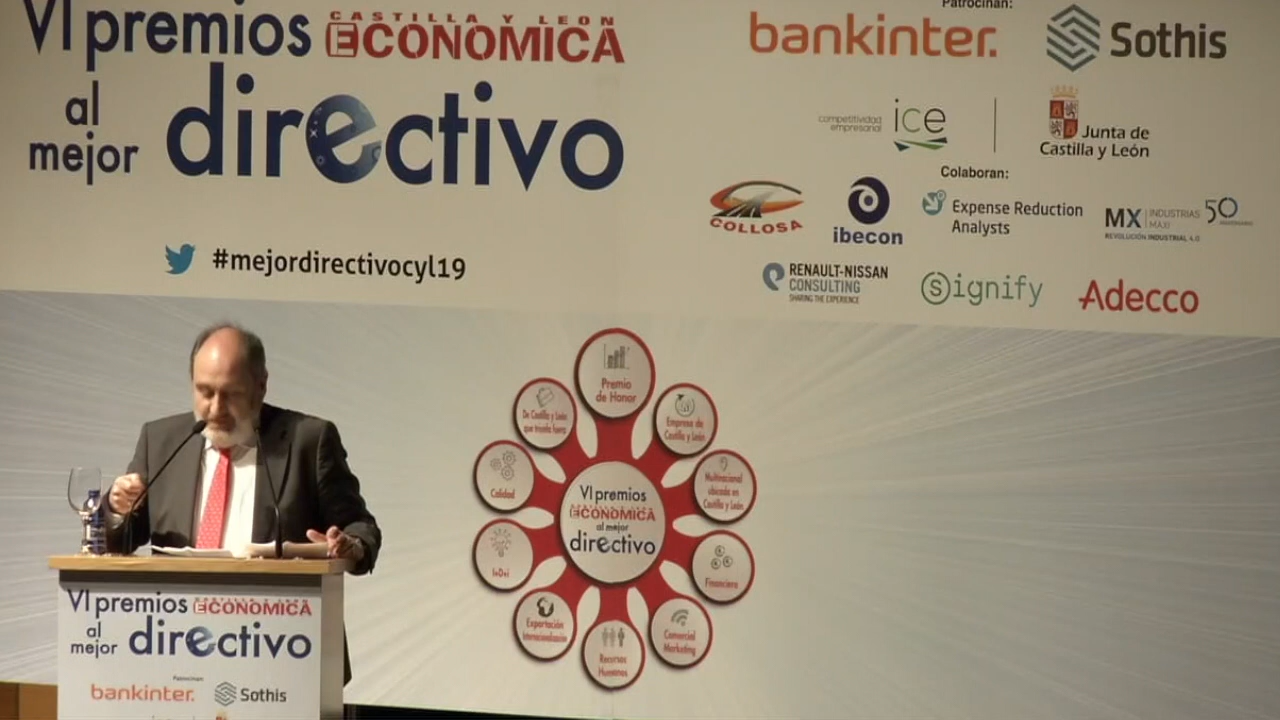 VI premios CASTILLA Y LEÓN ECONÓMICA
al mejor directivo
#mejordirectivocyl19
Patrocinan:
bankinter.
Sothis
competitividad empresarial
ice
Junta de
Castilla y León
Colaboran:
COLLOSA
ibecon
Expense Reduction
Analysts
MX INDUSTRIAS MAXI
50
REVOLUCIÓN INDUSTRIAL 4.0
RENAULT-NISSAN
CONSULTING
SHARING THE EXPERIENCE
Signify
Adecco
Premio
de Honor
De Castilla y León
que triunfa fuera
Empresa de
Castilla y León
Calidad
Multinacional
ubicada en
Castilla y León
VI premios
ECONÓMICA
al mejor
directivo
I+D+i
Financiero
Exportación
Internacionalización
Comercial
Marketing
Recursos
Humanos
VI premios CASTILLA Y LEÓN ECONÓMICA
al mejor directivo
Patrocinan:
bankinter.
Sothis